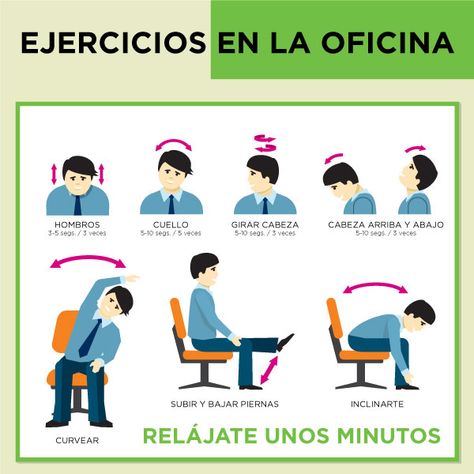 EJERCICIOS EN LA OFICINA
HOMBROS
3-5 segs. / 3 veces
CUELLO
5-10 segs. / 5 veces
GIRAR CABEZA
5-10 segs. / 3 veces
CABEZA ARRIBA Y ABAJO
5-10 segs. / 3 veces
CURVEAR
SUBIR Y BAJAR PIERNAS
INCLINARTE
RELÁJATE UNOS MINUTOS